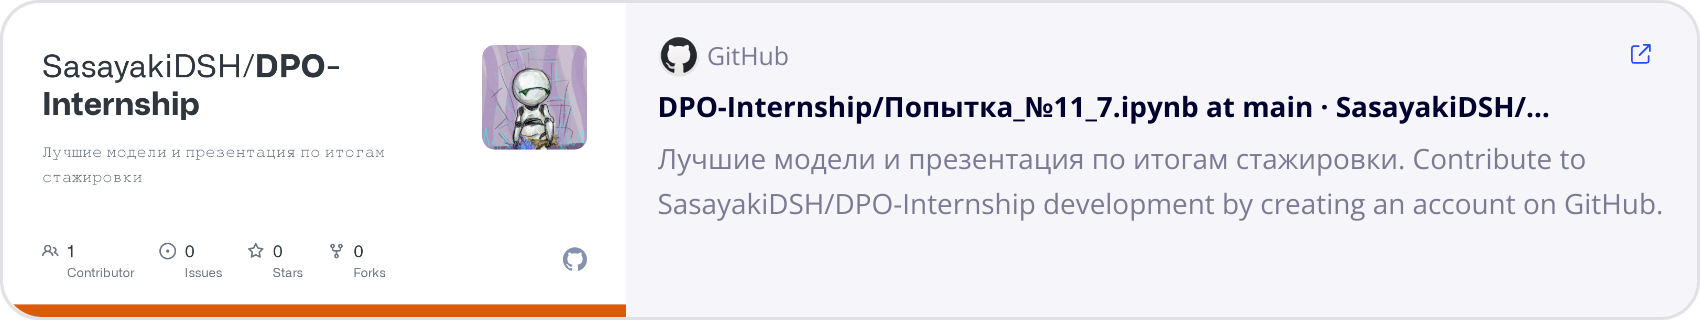 SasayakiDSH/DPO-
Internship
Лучшие модели и презентация по итогам
стажировки
1
Contributor
0
Issues
0
Stars
0
Forks
GitHub
DPO-Internship/Попытка_№11_7.ipynb at main · SasayakiDSH/...
Лучшие модели и презентация по итогам стажировки. Contribute to
SasayakiDSH/DPO-Internship development by creating an account on GitHub.